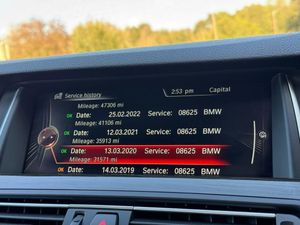 2:53 pm Capital
Service history
Mileage: 47306 mi
OK Date: 25.02.2022 Service: 08625 BMW
Mileage: 41106 mi
OK Date: 12.03.2021 Service: 08625 BMW
Mileage: 35913 mi
OK Date: 13.03.2020 Service: 08625 BMW
Mileage: 31571 mi
OK Date: 14.03.2019 Service: 08625 BMW